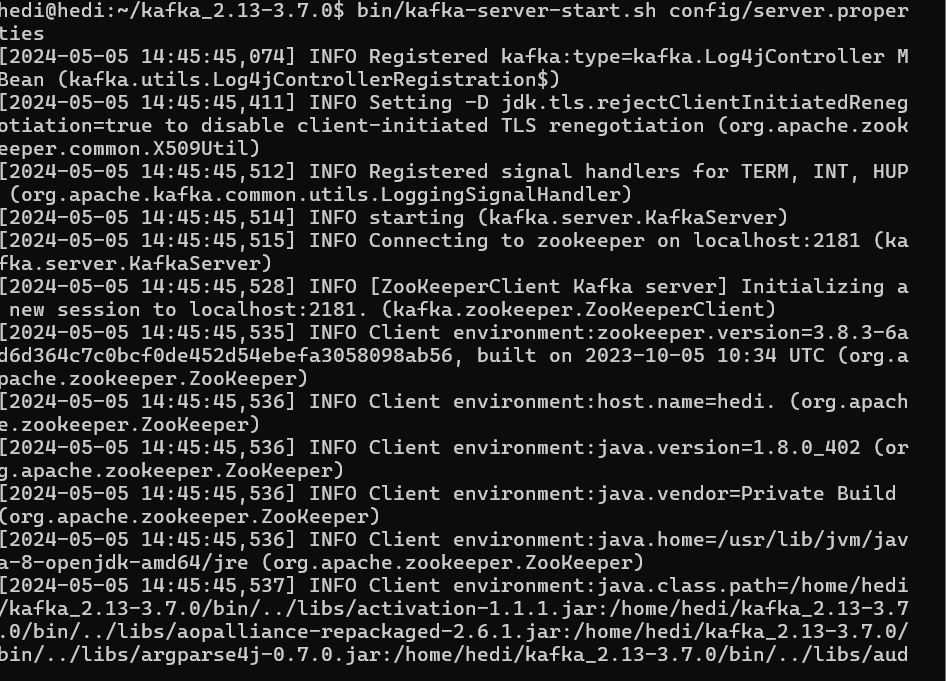 hedi@hedi:~/kafka_2.13-3.7.0$ bin/kafka-server-start.sh config/server.proper
ties
[2024-05-05 14:45:45,074] INFO Registered kafka:type=kafka.Log4jController M
Bean (kafka.utils.Log4jControllerRegistration$)
[2024-05-05 14:45:45,411] INFO Setting -D jdk.tls.rejectClientInitiatedReneg
otiation=true to disable client-initiated TLS renegotiation (org.apache.zook
eeper.common.X509Util)
[2024-05-05 14:45:45,512] INFO Registered signal handlers for TERM, INT, HUP
 (org.apache.kafka.common.utils.LoggingSignalHandler)
[2024-05-05 14:45:45,514] INFO starting (kafka.server.KafkaServer)
[2024-05-05 14:45:45,515] INFO Connecting to zookeeper on localhost:2181 (ka
fka.server.KafkaServer)
[2024-05-05 14:45:45,528] INFO [ZooKeeperClient Kafka server] Initializing a
 new session to localhost:2181. (kafka.zookeeper.ZooKeeperClient)
[2024-05-05 14:45:45,535] INFO Client environment:zookeeper.version=3.8.3-6a
d6d364c7c0bcf0de452d54ebefa3058098ab56, built on 2023-10-05 10:34 UTC (org.a
pache.zookeeper.ZooKeeper)
[2024-05-05 14:45:45,536] INFO Client environment:host.name=hedi. (org.apach
e.zookeeper.ZooKeeper)
[2024-05-05 14:45:45,536] INFO Client environment:java.version=1.8.0_402 (or
g.apache.zookeeper.ZooKeeper)
[2024-05-05 14:45:45,536] INFO Client environment:java.vendor=Private Build
(org.apache.zookeeper.ZooKeeper)
[2024-05-05 14:45:45,536] INFO Client environment:java.home=/usr/lib/jvm/jav
a-8-openjdk-amd64/jre (org.apache.zookeeper.ZooKeeper)
[2024-05-05 14:45:45,537] INFO Client environment:java.class.path=/home/hedi
/kafka_2.13-3.7.0/bin/../libs/activation-1.1.1.jar:/home/hedi/kafka_2.13-3.7
.0/bin/../libs/aopalliance-repackaged-2.6.1.jar:/home/hedi/kafka_2.13-3.7.0/
bin/../libs/argparse4j-0.7.0.jar:/home/hedi/kafka_2.13-3.7.0/bin/../libs/aud